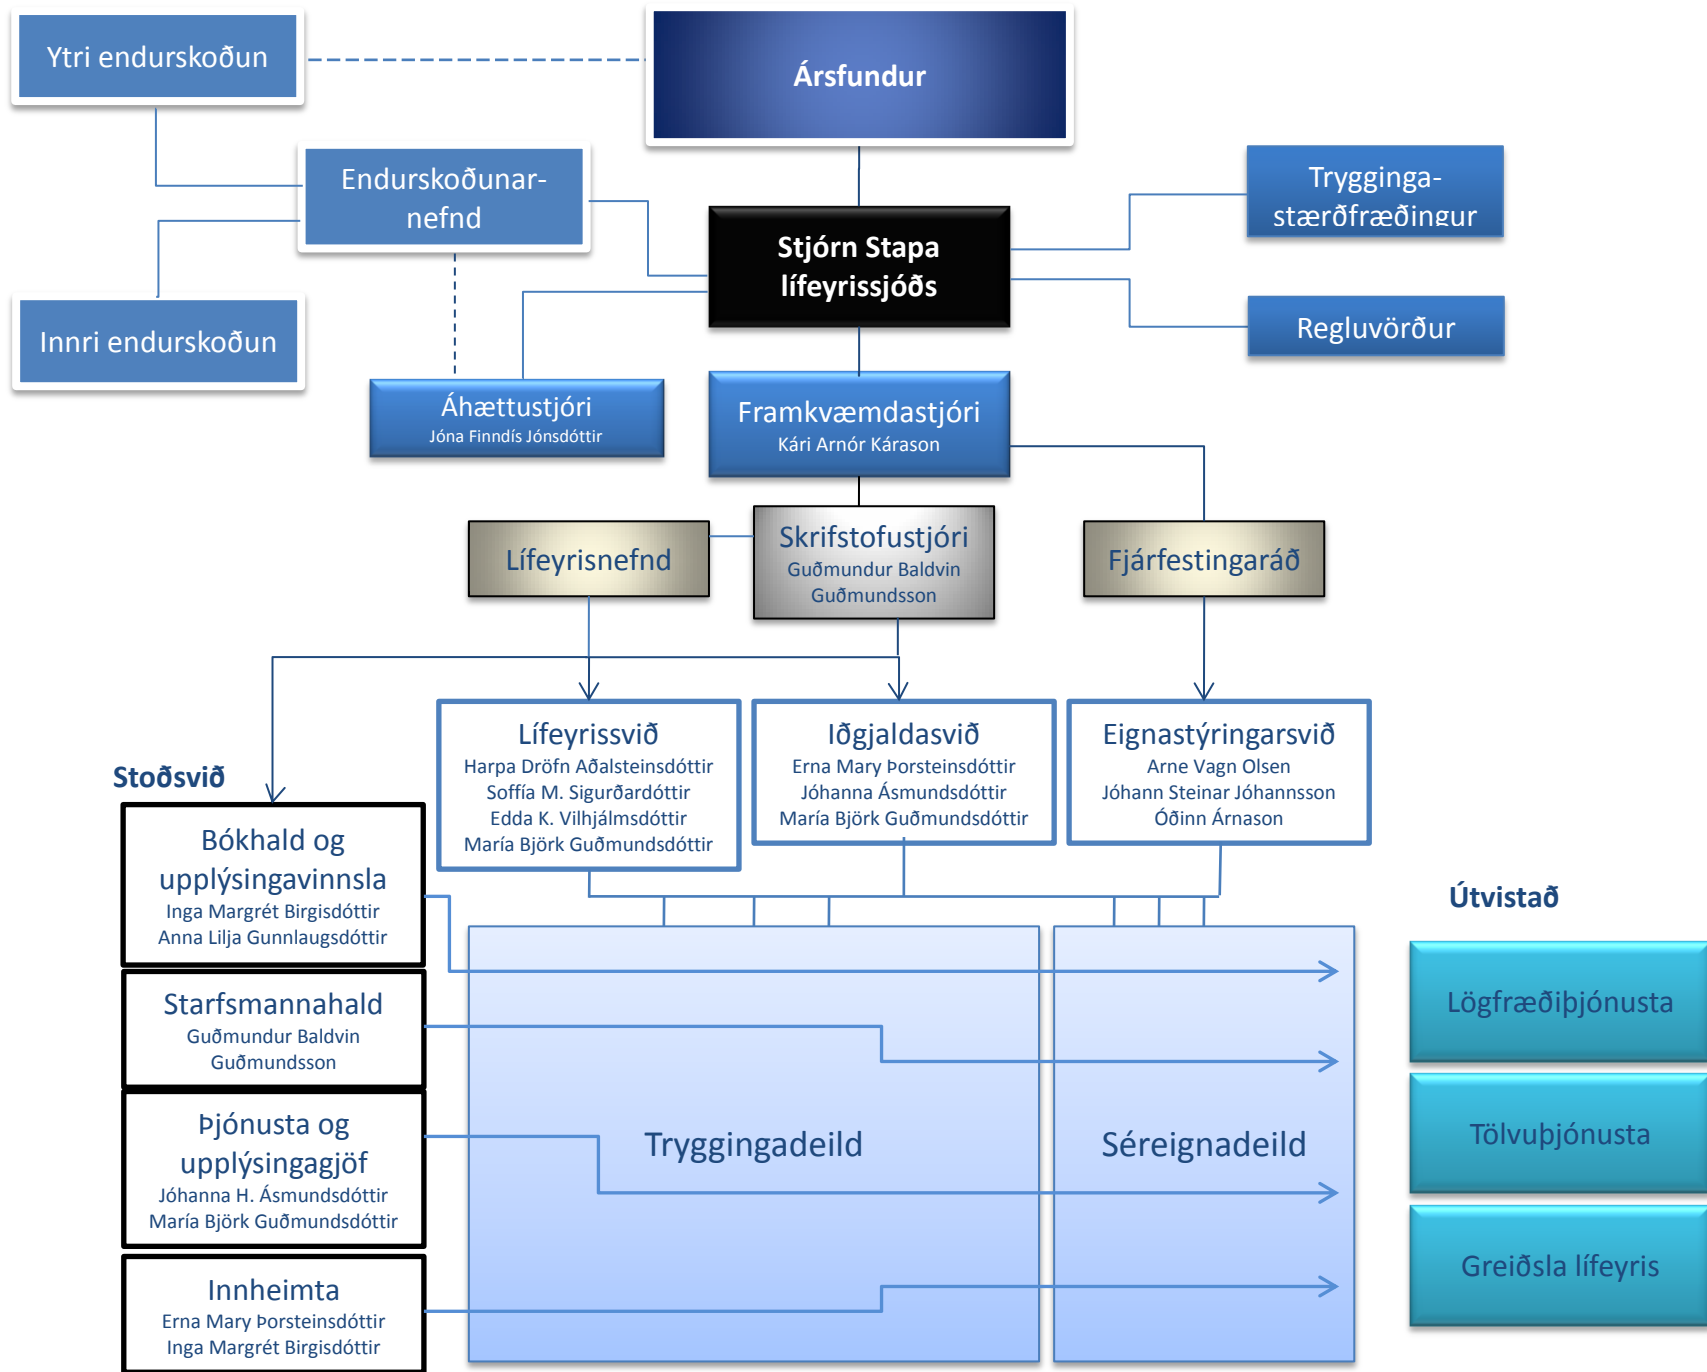 Ytri endurskoðun
Ársfundur
Endurskoðunar-
nefnd
Trygginga-
stærðfræðingur
Stjórn Stapa
lífeyrissjóðs
Innri endurskoðun
Regluvörður
Áhættustjóri
Jóna Finndís Jónsdóttir
Framkvæmdastjóri
Kári Arnór Kárason
Lífeyrisnefnd
Skrifstofustjóri
Guðmundur Baldvin
Guðmundsson
Fjárfestingaráð
Lífeyrissvið
Harpa Dröfn Aðalsteinsdóttir
Soffía M. Sigurðardóttir
Edda K. Vilhjálmsdóttir
María Björk Guðmundsdóttir
Iðgjaldasvið
Erna Mary Þorsteinsdóttir
Jóhanna Ásmundsdóttir
María Björk Guðmundsdóttir
Eignastýringarsvið
Arne Vagn Olsen
Jóhann Steinar Jóhannsson
Óðinn Árnason
Stoðsvið
Bókhald og
upplýsingavinnsla
Inga Margrét Birgisdóttir
Anna Lilja Gunnlaugsdóttir
Starfsmannahald
Guðmundur Baldvin
Guðmundsson
Þjónusta og
upplýsingagjöf
Jóhanna H. Ásmundsdóttir
María Björk Guðmundsdóttir
Innheimta
Erna Mary Þorsteinsdóttir
Inga Margrét Birgisdóttir
Tryggingadeild
Séreignadeild
Útvistað
Lögfræðiþjónusta
Tölvuþjónusta
Greiðsla lífeyris